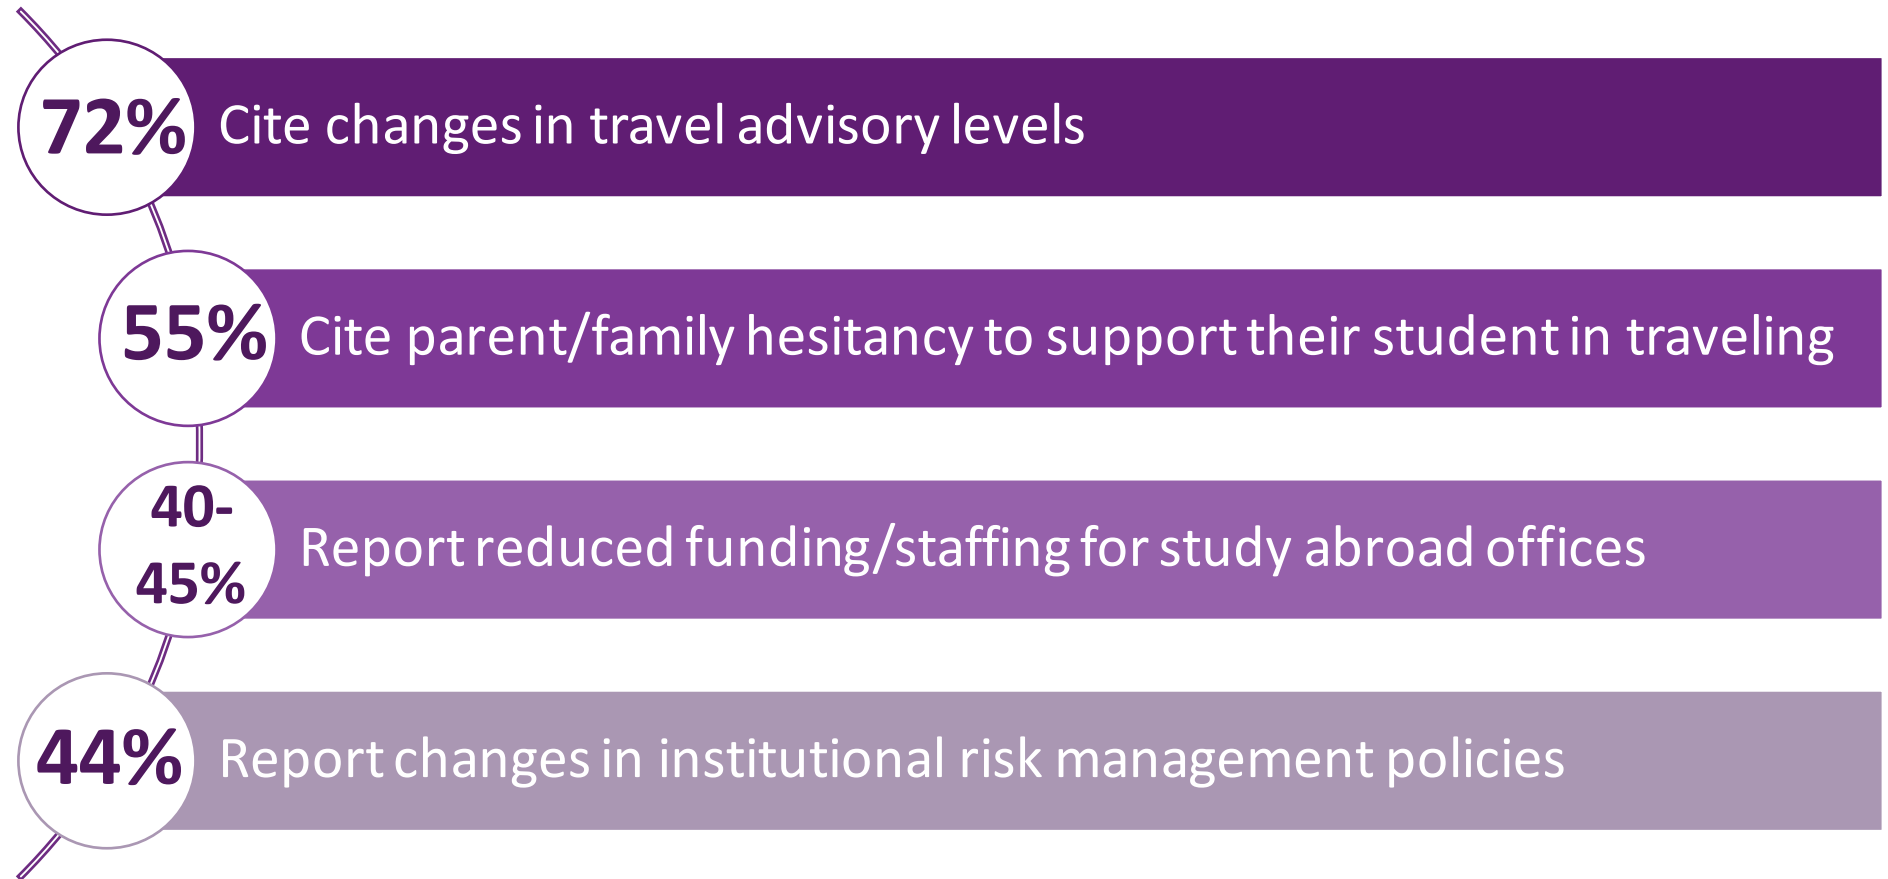 72%
Cite changes in travel advisory levels
55%
Cite parent/family hesitancy to support their student in traveling
40-
45%
Report reduced funding/staffing for study abroad offices
44%
Report changes in institutional risk management policies